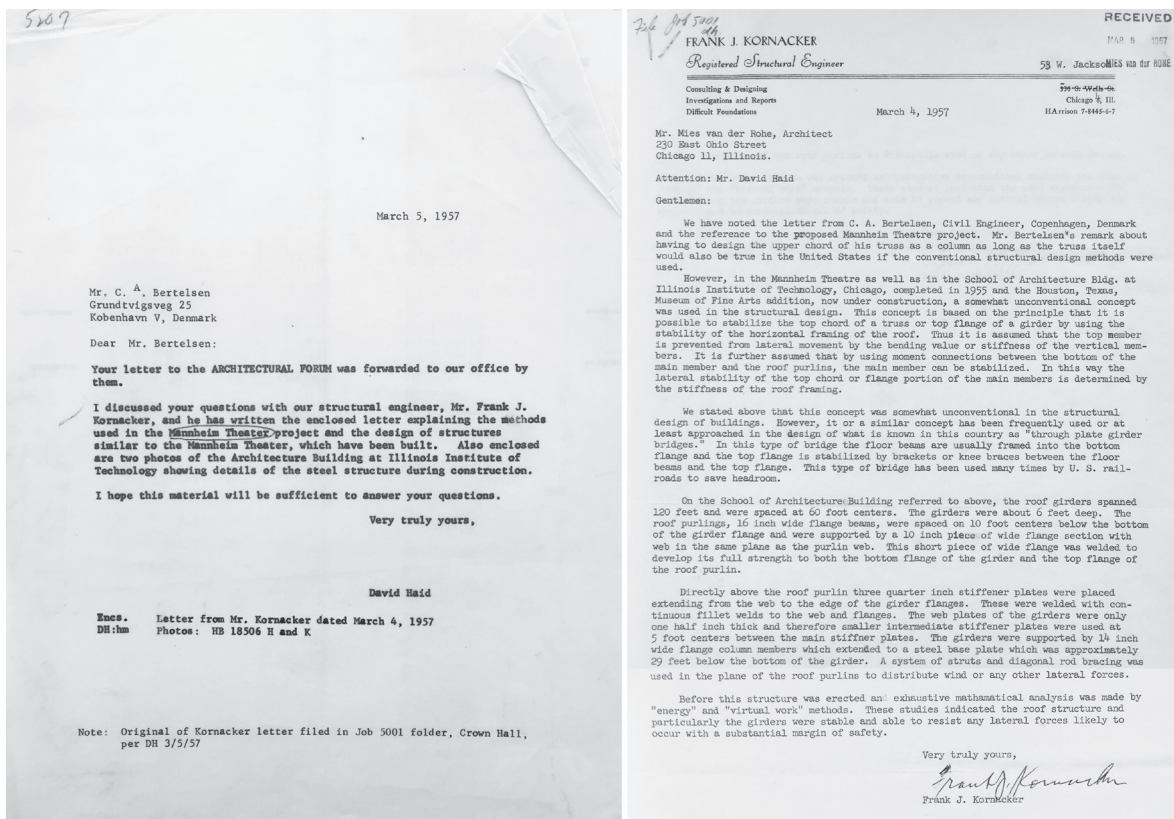 5207
March 5, 1957
Mr. C. A. Bertelsen
Grundtvigsveg 25
Kobenhavn V, Denmark
Dear Mr. Bertelsen:
Your letter to the ARCHITECTURAL FORUM was forwarded to our office by
them.
I discussed your questions with our structural engineer, Mr. Frank J.
Kornacker, and he has written the enclosed letter explaining the methods
used in the Mannheim Theater project and the design of structures
similar to the Mannheim Theater, which have been built. Also enclosed
are two photos of the Architecture Building at Illinois Institute of
Technology showing details of the steel structure during construction.
I hope this material will be sufficient to answer your questions.
Very truly yours,
David Haid
Encs. Letter from Mr. Kornacker dated March 4, 1957
DH:hm Photos: HB 18506 H and K
Note: Original of Kornacker letter filed in Job 5001 folder, Crown Hall,
per DH 3/5/57
File Job 5001
dh
RECEIVED
MAR 5 1957
MIES van der ROHE
FRANK J. KORNACKER
Registered Structural Engineer
53 W. Jackson
Consulting & Designing
Investigations and Reports
Difficult Foundations
March 4, 1957
Chicago 4, Ill.
HArrison 7-8445-6-7
Mr. Mies van der Rohe, Architect
230 East Ohio Street
Chicago 11, Illinois.
Attention: Mr. David Haid
Gentlemen:
We have noted the letter from C. A. Bertelsen, Civil Engineer, Copenhagen, Denmark
and the reference to the proposed Mannheim Theatre project. Mr. Bertelsen's remark about
having to design the upper chord of his truss as a column as long as the truss itself
would also be true in the United States if the conventional structural design methods were
used.
However, in the Mannheim Theatre as well as in the School of Architecture Bldg. at
Illinois Institute of Technology, Chicago, completed in 1955 and the Houston, Texas,
Museum of Fine Arts addition, now under construction, a somewhat unconventional concept
was used in the structural design. This concept is based on the principle that it is
possible to stabilize the top chord of a truss or top flange of a girder by using the
stability of the horizontal framing of the roof. Thus it is assumed that the top member
is prevented from lateral movement by the bending value or stiffness of the vertical mem-
bers. It is further assumed that by using moment connections between the bottom of the
main member and the roof purlins, the main member can be stabilized. In this way the
lateral stability of the top chord or flange portion of the main members is determined by
the stiffness of the roof framing.
We stated above that this concept was somewhat unconventional in the structural
design of buildings. However, it or a similar concept has been frequently used or at
least approached in the design of what is known in this country as "through plate girder
bridges." In this type of bridge the floor beams are usually framed into the bottom
flange and the top flange is stabilized by brackets or knee braces between the floor
beams and the top flange. This type of bridge has been used many times by U. S. rail-
roads to save headroom.
On the School of Architecture Building referred to above, the roof girders spanned
120 feet and were spaced at 60 foot centers. The girders were about 6 feet deep. The
roof purlings, 16 inch wide flange beams, were spaced on 10 foot centers below the bottom
of the girder flange and were supported by a 10 inch piece of wide flange section with
web in the same plane as the purlin web. This short piece of wide flange was welded to
develop its full strength to both the bottom flange of the girder and the top flange of
the roof purlin.
Directly above the roof purlin three quarter inch stiffener plates were placed
extending from the web to the edge of the girder flanges. These were welded with con-
tinuous fillet welds to the web and flanges. The web plates of the girders were only
one half inch thick and therefore smaller intermediate stiffener plates were used at
5 foot centers between the main stiffner plates. The girders were supported by 14 inch
wide flange column members which extended to a steel base plate which was approximately
29 feet below the bottom of the girder. A system of struts and diagonal rod bracing was
used in the plane of the roof purlins to distribute wind or any other lateral forces.
Before this structure was erected and exhaustive mathamatical analysis was made by
"energy" and "virtual work" methods. These studies indicated the roof structure and
particularly the girders were stable and able to resist any lateral forces likely to
occur with a substantial margin of safety.
Very truly yours,
Frank J. Kornacker
Frank J. Kornacker